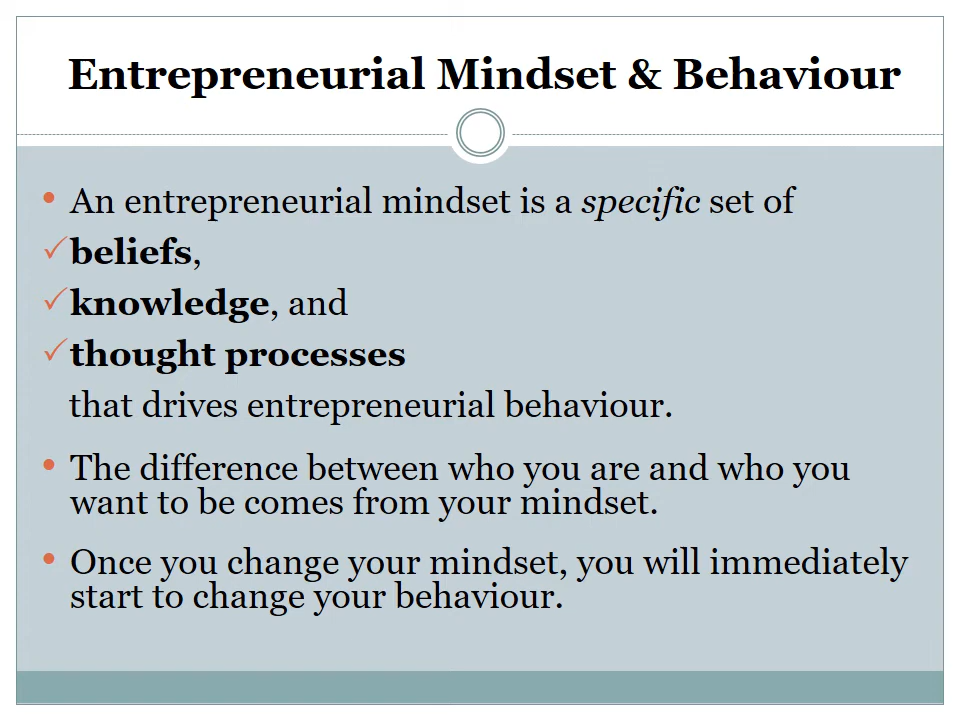 Entrepreneurial Mindset & Behaviour
• An entrepreneurial mindset is a specific set of
✓ beliefs,
✓ knowledge, and
✓ thought processes
that drives entrepreneurial behaviour.
• The difference between who you are and who you
want to be comes from your mindset.
• Once you change your mindset, you will immediately
start to change your behaviour.